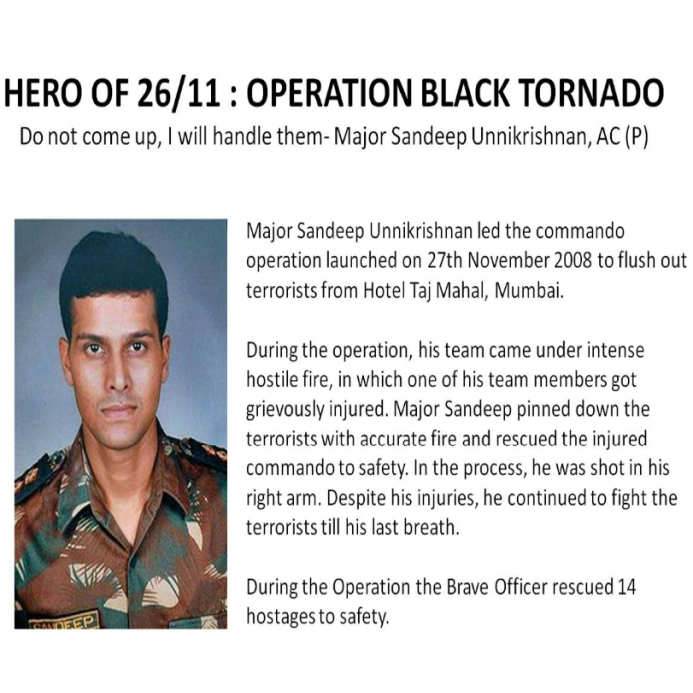 HERO OF 26/11 : OPERATION BLACK TORNADO
Do not come up, I will handle them- Major Sandeep Unnikrishnan, AC (P)
Major Sandeep Unnikrishnan led the commando
operation launched on 27th November 2008 to flush out
terrorists from Hotel Taj Mahal, Mumbai.
During the operation, his team came under intense
hostile fire, in which one of his team members got
grievously injured. Major Sandeep pinned down the
terrorists with accurate fire and rescued the injured
commando to safety. In the process, he was shot in his
right arm. Despite his injuries, he continued to fight the
terrorists till his last breath.
During the Operation the Brave Officer rescued 14
hostages to safety.
SANDEEP